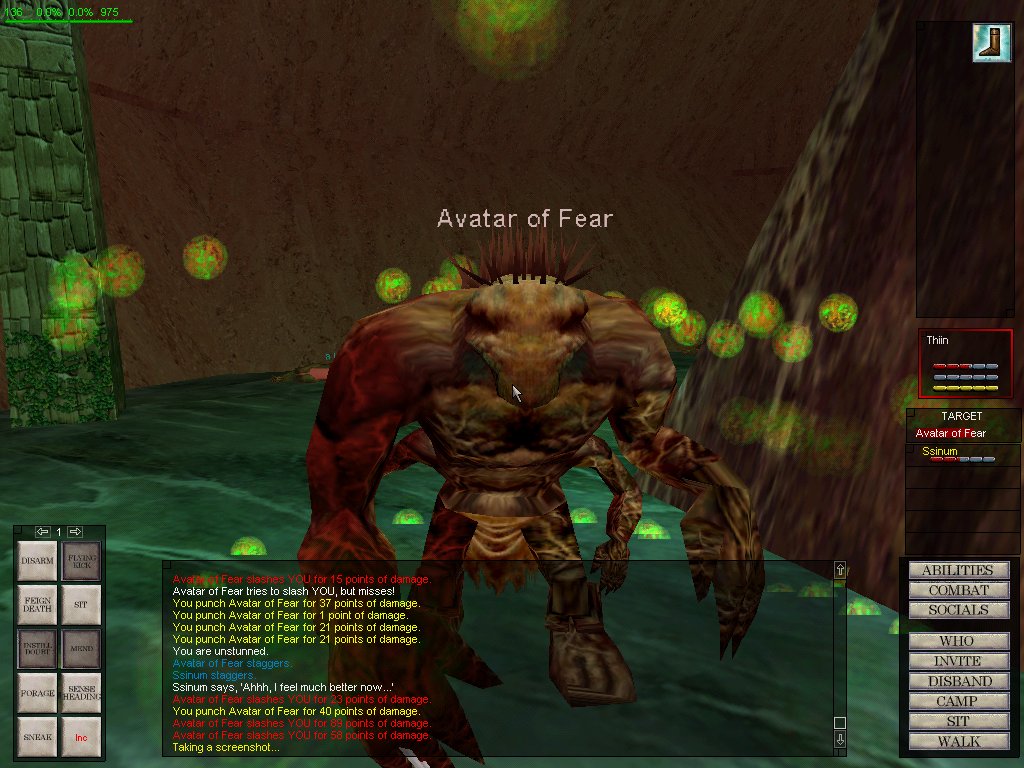 136 0.0% 0.0% 975
Avatar of Fear
Thiin
TARGET
Avatar of Fear
Ssinum
1
DISARM
FLYING KICK
FEIGN DEATH
SIT
INSTILL DOUBT
MEND
FORAGE
SENSE HEADING
SNEAK
Inc
Avatar of Fear slashes YOU for 15 points of damage.
Avatar of Fear tries to slash YOU, but misses!
You punch Avatar of Fear for 37 points of damage.
You punch Avatar of Fear for 1 point of damage.
You punch Avatar of Fear for 21 points of damage.
You punch Avatar of Fear for 21 points of damage.
You are unstunned.
Avatar of Fear staggers.
Ssinum staggers.
Ssinum says, 'Ahhh, I feel much better now...'
Avatar of Fear slashes YOU for 23 points of damage.
You punch Avatar of Fear for 40 points of damage.
Avatar of Fear slashes YOU for 83 points of damage.
Avatar of Fear slashes YOU for 58 points of damage.
Taking a screenshot...
ABILITIES
COMBAT
SOCIALS
WHO
INVITE
DISBAND
CAMP
SIT
WALK